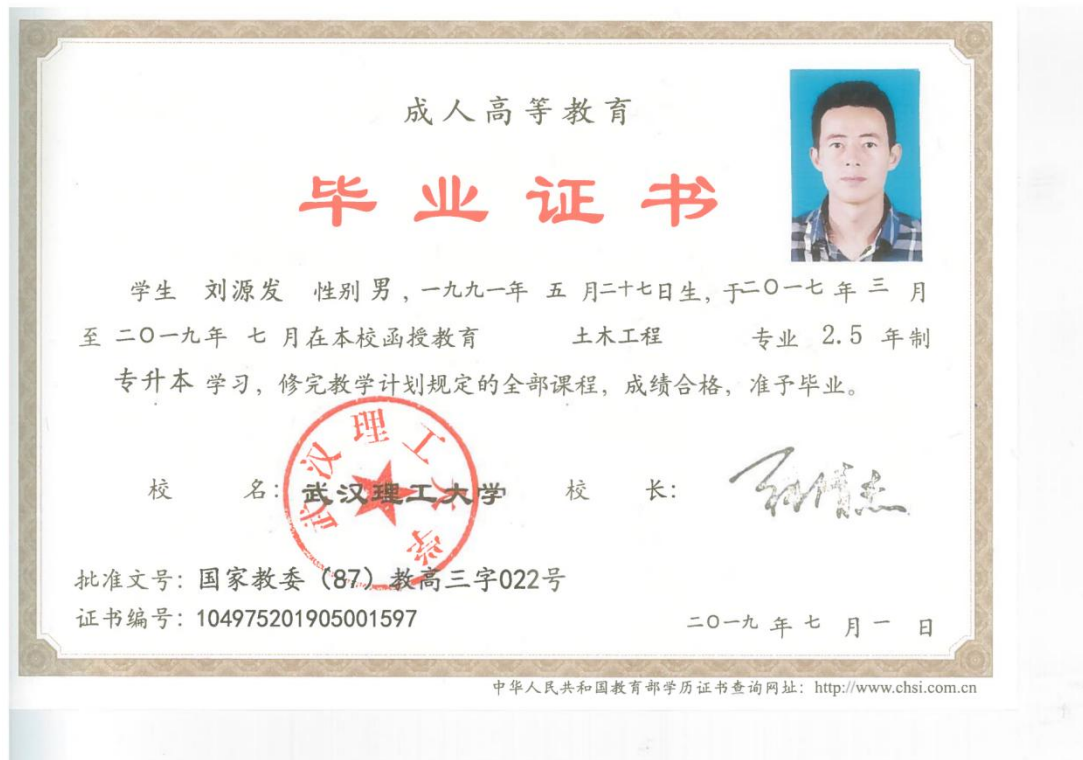 成人高等教育
毕业证书
学生 刘源发 性别 男，一九九一年 五 月二十七日生，于二〇一七 年 三 月
至 二〇一九年 七 月在本校函授教育 土木工程 专业 2.5 年制
专升本 学习，修完教学计划规定的全部课程，成绩合格，准予毕业。
武汉理工大学
校 名：武汉理工大学 校 长：
批准文号：国家教委（87）教高三字022号
证书编号：104975201905001597
二〇一九 年 七 月 一 日
中华人民共和国教育部学历证书查询网址：http://www.chsi.com.cn